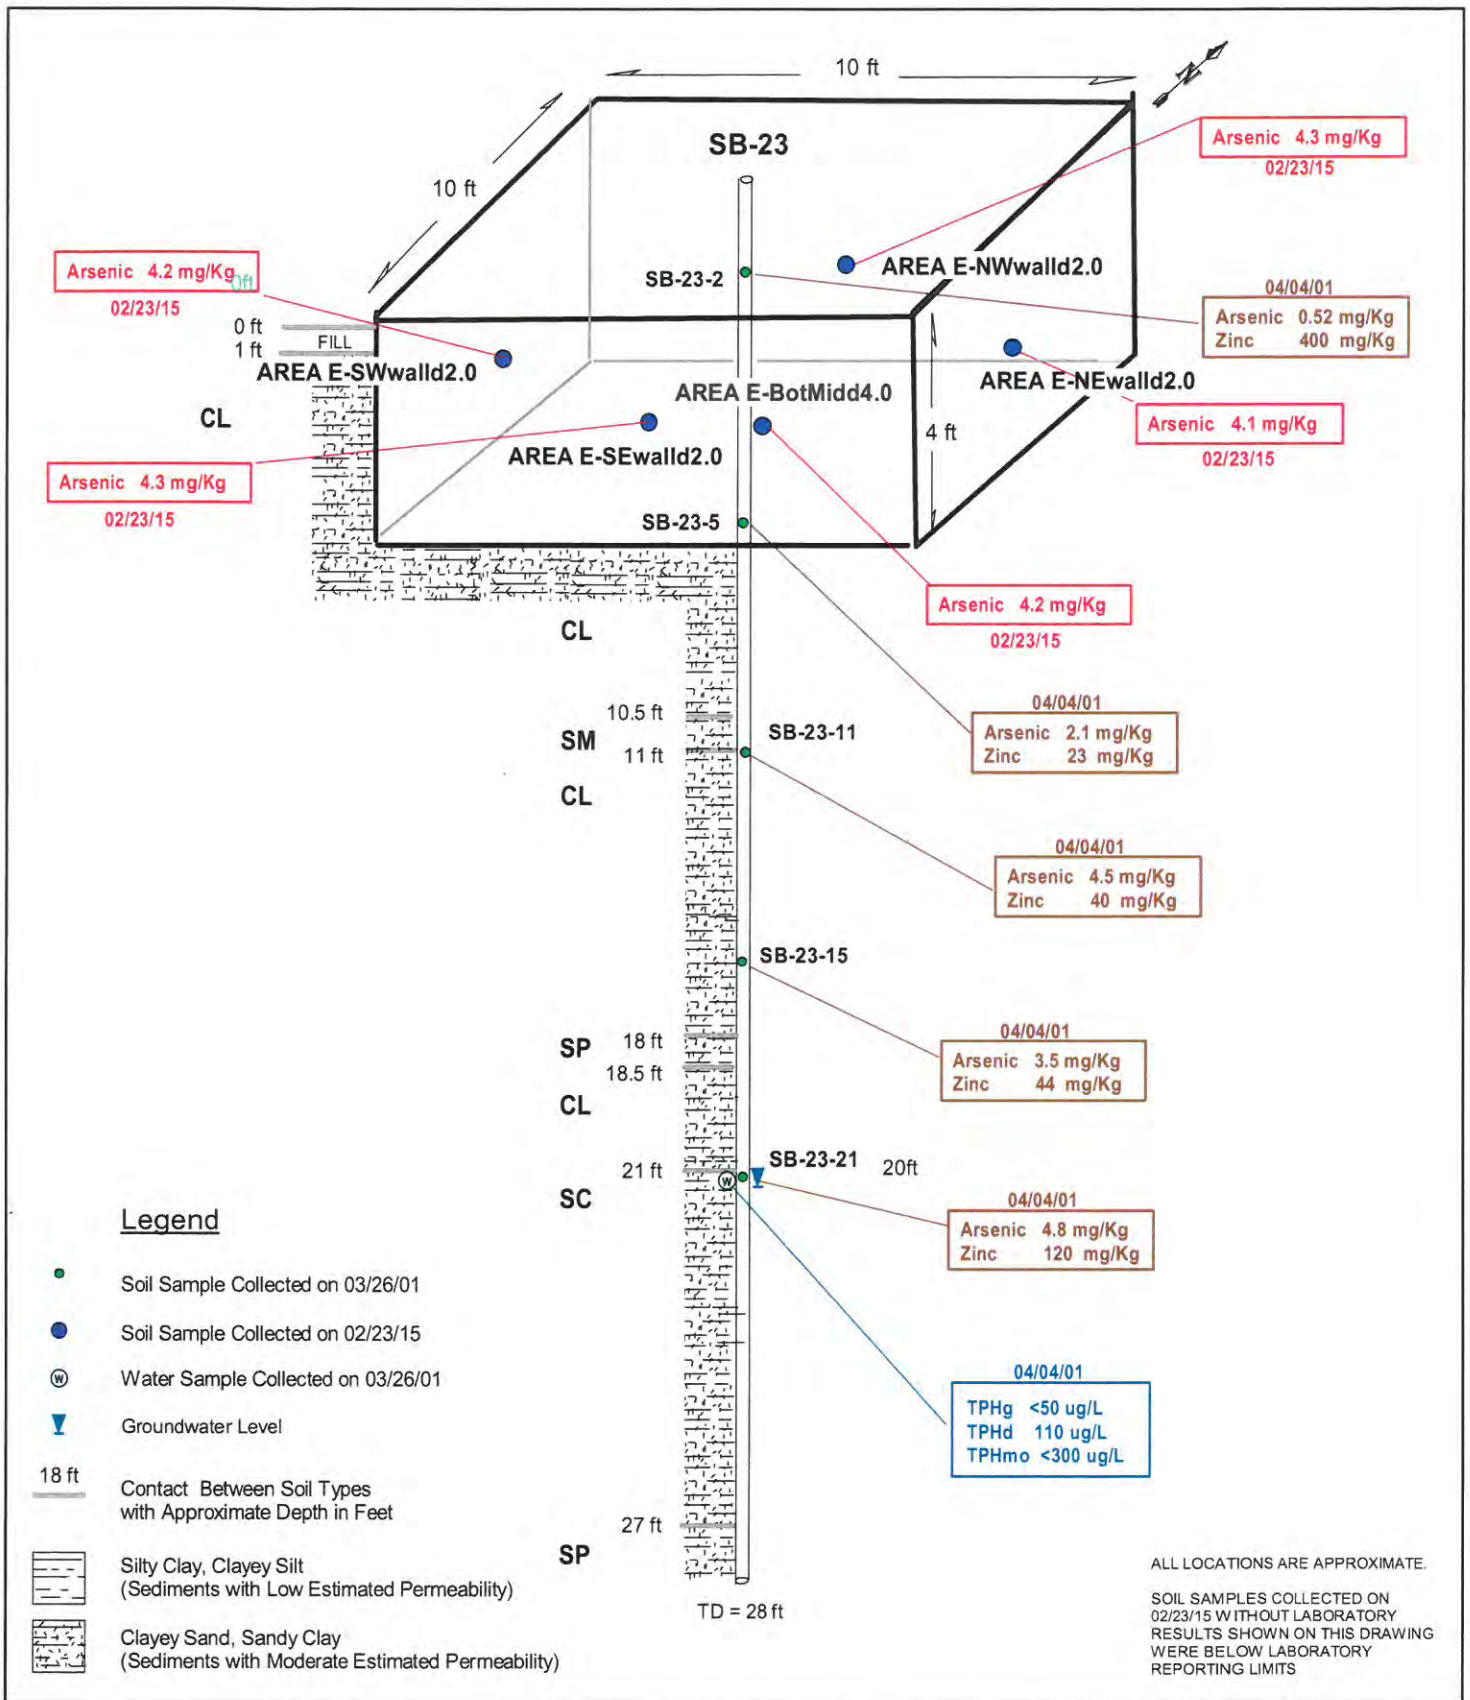 10 ft
N
SB-23
Arsenic 4.3 mg/Kg
02/23/15
10 ft
Arsenic 4.2 mg/Kg
0ft
02/23/15
SB-23-2
AREA E-NWwalld2.0
04/04/01
Arsenic 0.52 mg/Kg
Zinc 400 mg/Kg
0 ft
FILL
1 ft
AREA E-SWwalld2.0
AREA E-NEwalld2.0
AREA E-BotMidd4.0
CL
4 ft
Arsenic 4.1 mg/Kg
02/23/15
AREA E-SEwalld2.0
Arsenic 4.3 mg/Kg
02/23/15
SB-23-5
Arsenic 4.2 mg/Kg
02/23/15
CL
04/04/01
Arsenic 2.1 mg/Kg
Zinc 23 mg/Kg
10.5 ft
SM
SB-23-11
11 ft
CL
04/04/01
Arsenic 4.5 mg/Kg
Zinc 40 mg/Kg
SB-23-15
04/04/01
Arsenic 3.5 mg/Kg
Zinc 44 mg/Kg
SP
18 ft
18.5 ft
CL
SB-23-21
20ft
21 ft
W
SC
04/04/01
Arsenic 4.8 mg/Kg
Zinc 120 mg/Kg
04/04/01
TPHg <50 ug/L
TPHd 110 ug/L
TPHmo <300 ug/L
27 ft
SP
TD = 28 ft
Legend
Soil Sample Collected on 03/26/01
Soil Sample Collected on 02/23/15
W Water Sample Collected on 03/26/01
Groundwater Level
18 ft
Contact Between Soil Types
with Approximate Depth in Feet
Silty Clay, Clayey Silt
(Sediments with Low Estimated Permeability)
Clayey Sand, Sandy Clay
(Sediments with Moderate Estimated Permeability)
ALL LOCATIONS ARE APPROXIMATE.
SOIL SAMPLES COLLECTED ON
02/23/15 WITHOUT LABORATORY
RESULTS SHOWN ON THIS DRAWING
WERE BELOW LABORATORY
REPORTING LIMITS